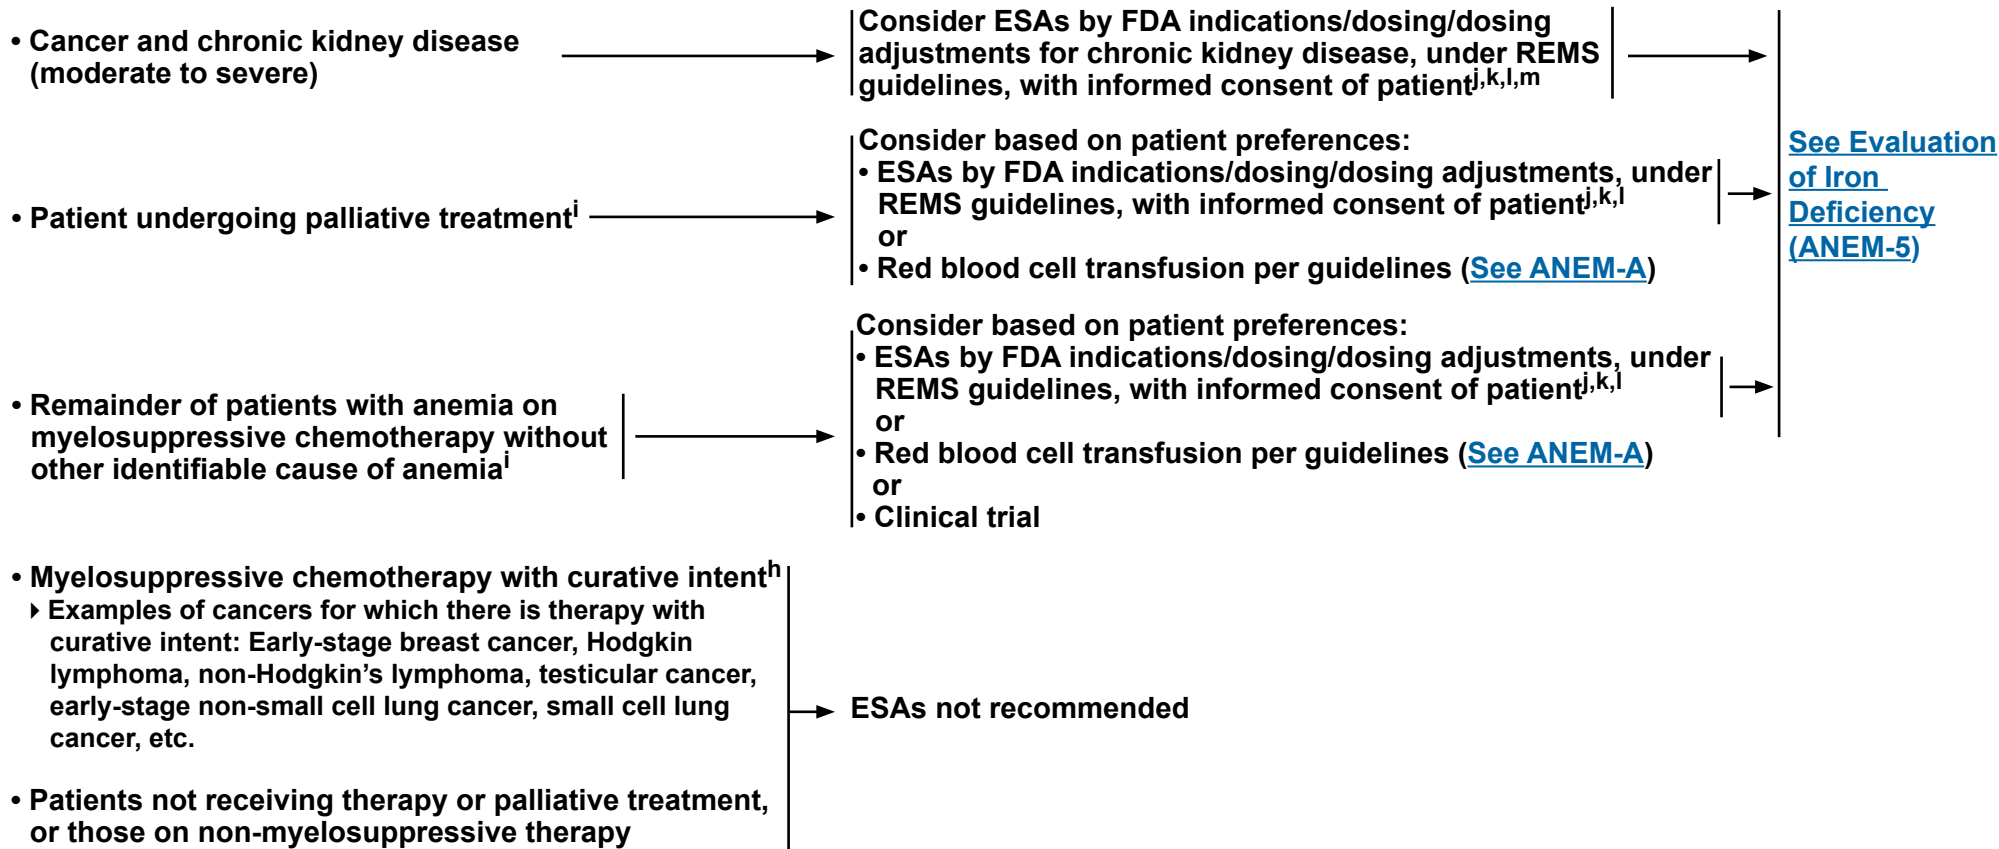 • Cancer and chronic kidney disease
(moderate to severe)
Consider ESAs by FDA indications/dosing/dosing
adjustments for chronic kidney disease, under REMS
guidelines, with informed consent of patientj,k,l,m
• Patient undergoing palliative treatmenti
Consider based on patient preferences:
• ESAs by FDA indications/dosing/dosing adjustments, under
REMS guidelines, with informed consent of patientj,k,l
or
• Red blood cell transfusion per guidelines (See ANEM-A)
See Evaluation
of Iron
Deficiency
(ANEM-5)
• Remainder of patients with anemia on
myelosuppressive chemotherapy without
other identifiable cause of anemiai
Consider based on patient preferences:
• ESAs by FDA indications/dosing/dosing adjustments, under
REMS guidelines, with informed consent of patientj,k,l
or
• Red blood cell transfusion per guidelines (See ANEM-A)
or
• Clinical trial
• Myelosuppressive chemotherapy with curative intenth
Examples of cancers for which there is therapy with
curative intent: Early-stage breast cancer, Hodgkin
lymphoma, non-Hodgkin’s lymphoma, testicular cancer,
early-stage non-small cell lung cancer, small cell lung
cancer, etc.
• Patients not receiving therapy or palliative treatment,
or those on non-myelosuppressive therapy
ESAs not recommended